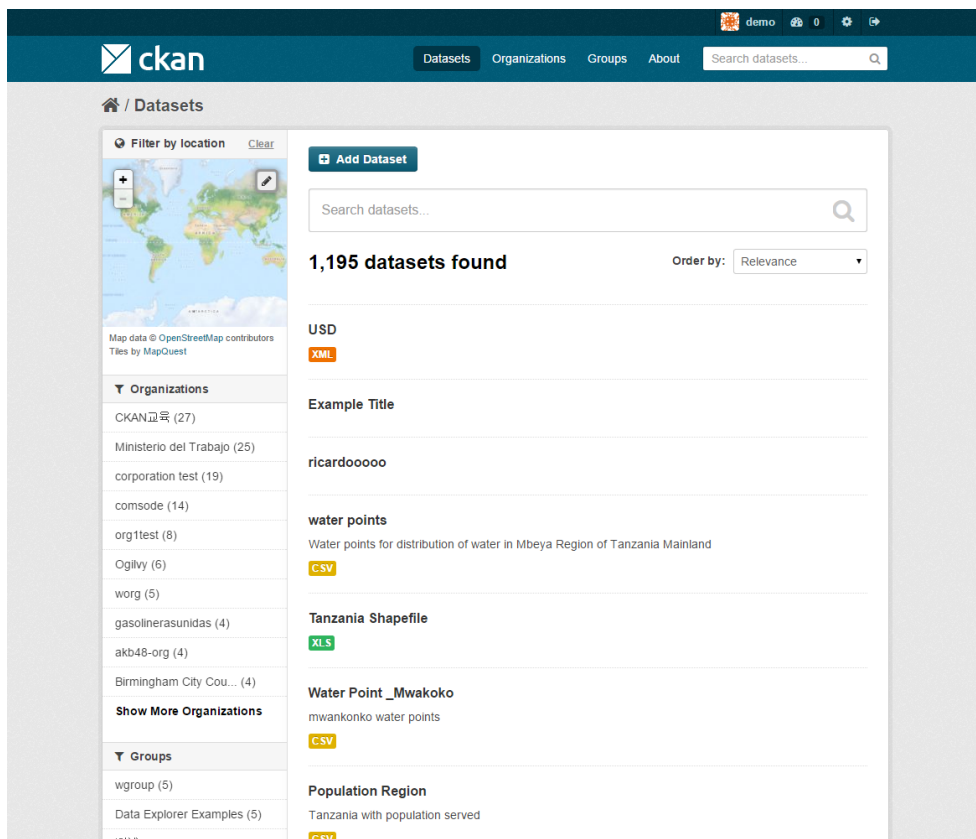 demo 0
ckan
Datasets Organizations Groups About Search datasets...
/ Datasets
Filter by location Clear
+
−
AFRICA
ANTARCTICA
Map data © OpenStreetMap contributors
Tiles by MapQuest
Organizations
CKAN교육 (27)
Ministerio del Trabajo (25)
corporation test (19)
comsode (14)
org1test (8)
Ogilvy (6)
worg (5)
gasolinerasunidas (4)
akb48-org (4)
Birmingham City Cou... (4)
Show More Organizations
Groups
wgroup (5)
Data Explorer Examples (5)
Add Dataset
Search datasets...
1,195 datasets found
Order by: Relevance
USD
XML
Example Title
ricardooooo
water points
Water points for distribution of water in Mbeya Region of Tanzania Mainland
CSV
Tanzania Shapefile
XLS
Water Point _Mwakoko
mwankonko water points
CSV
Population Region
Tanzania with population served
CSV